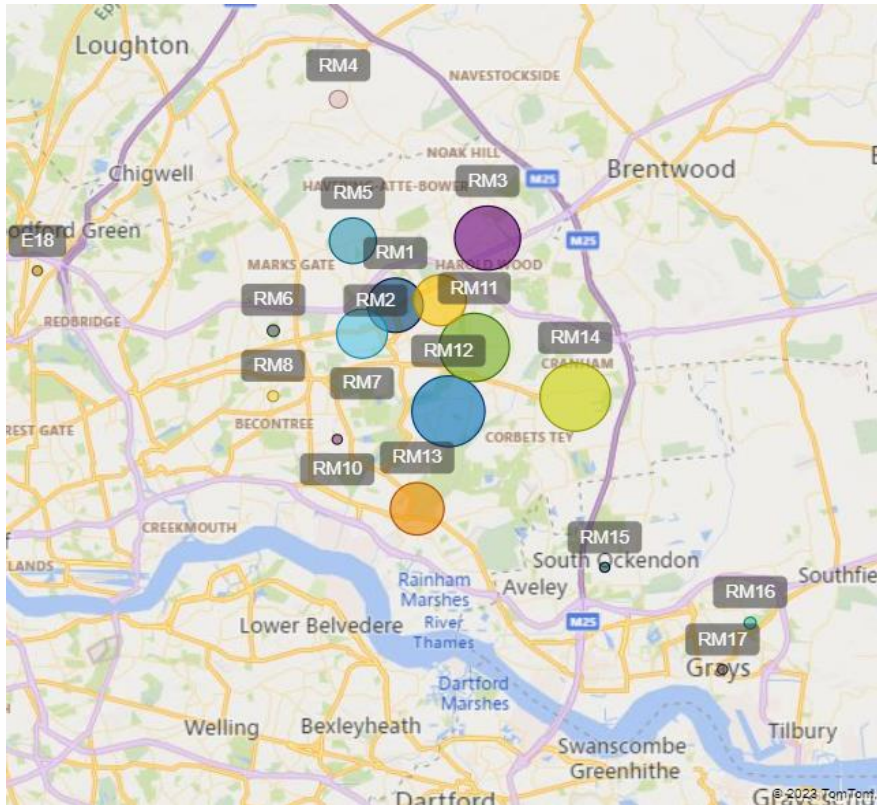 Loughton
RM4
NAVESTOCKSIDE
NOAK HILL
Brentwood
M25
Chigwell
HAVERING-ATTE-BOWER
RM3
RM5
odford Green
E18
RM1
M25
MARKS GATE
HAROLD WOOD
RM6
RM2
RM11
REDBRIDGE
RM14
RM12
CRANHAM
RM8
RM7
BECONTREE
REST GATE
CORBETS TEY
RM13
RM10
CREEKMOUTH
RM15
LANDS
South Ockendon
Southfie
Rainham
Marshes
Aveley
RM16
River
Thames
Lower Belvedere
M25
RM17
Grays
Dartford
Marshes
Welling
Bexleyheath
Tilbury
Swanscombe
Greenhithe
Dartford
© 2023 TomTom